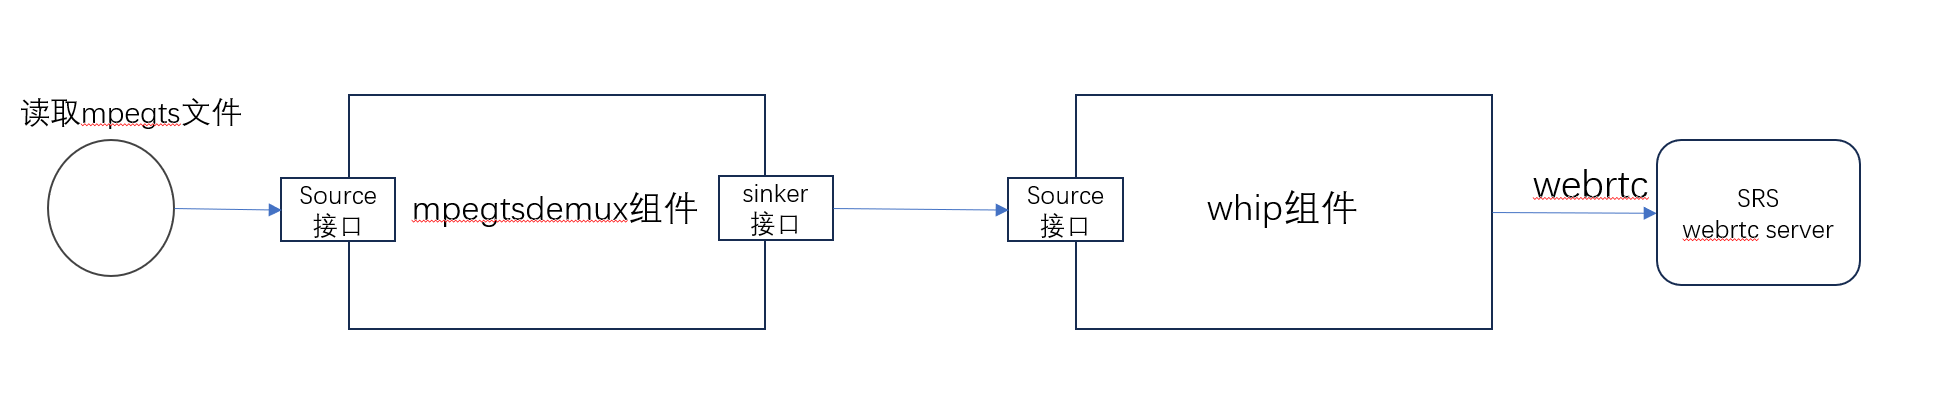 读取mpegts文件
Source
接口
mpegtsdemux组件
sinker
接口
Source
接口
whip组件
webrtc
SRS
webrtc server